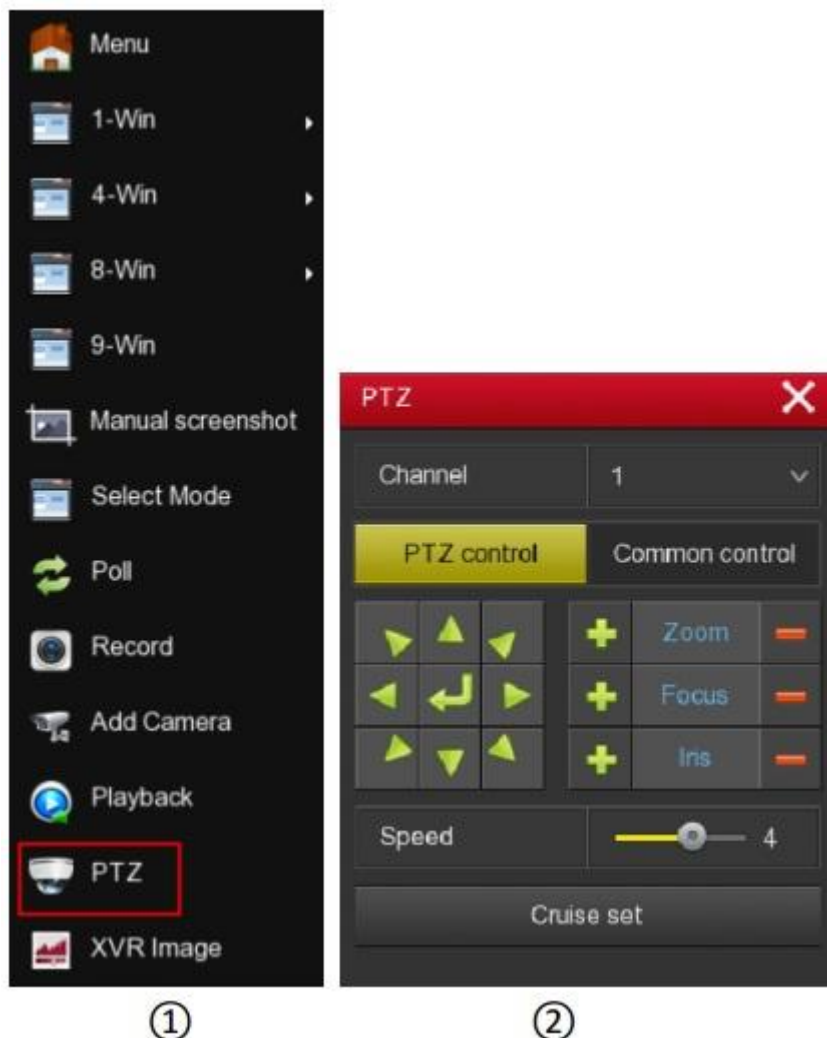 Menu
1-Win
4-Win
8-Win
9-Win
Manual screenshot
Select Mode
Poll
Record
Add Camera
Playback
PTZ
XVR Image
①
PTZ
Channel 1
PTZ control Common control
Zoom
Focus
Iris
Speed 4
Cruise set
②